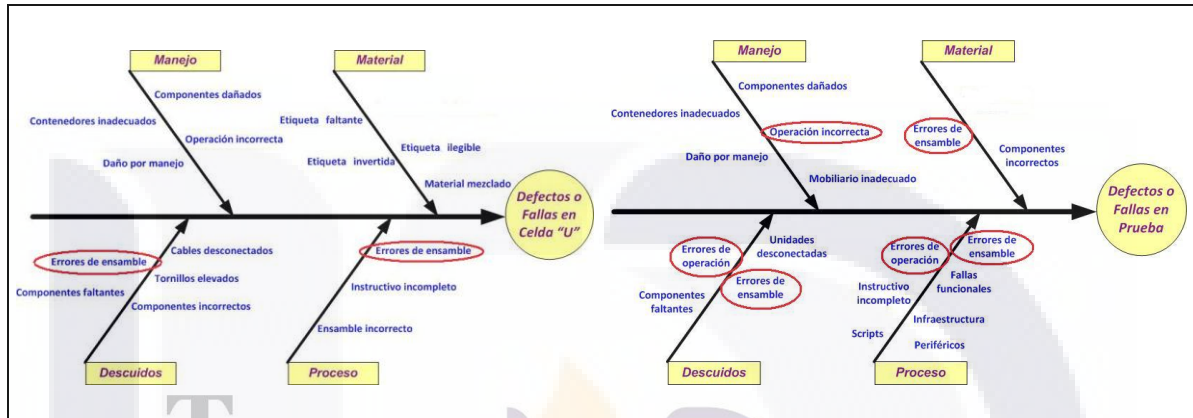 Manejo
Material
Componentes dañados
Contenedores inadecuados
Operación incorrecta
Daño por manejo
Etiqueta faltante
Etiqueta ilegible
Etiqueta invertida
Material mezclado
Defectos o
Fallas en
Celda "U"
Errores de ensamble
Cables desconectados
Tornillos elevados
Componentes faltantes
Componentes incorrectos
Errores de ensamble
Instructivo incompleto
Ensamble incorrecto
Descuidos
Proceso
Manejo
Material
Componentes dañados
Contenedores inadecuados
Operación incorrecta
Daño por manejo
Mobiliario inadecuado
Errores de
ensamble
Componentes
incorrectos
Defectos o
Fallas en
Prueba
Errores de
operación
Unidades
desconectadas
Errores de
ensamble
Componentes
faltantes
Errores de
operación
Errores de
ensamble
Instructivo
incompleto
Fallas
funcionales
Infraestructura
Scripts
Periféricos
Descuidos
Proceso
T